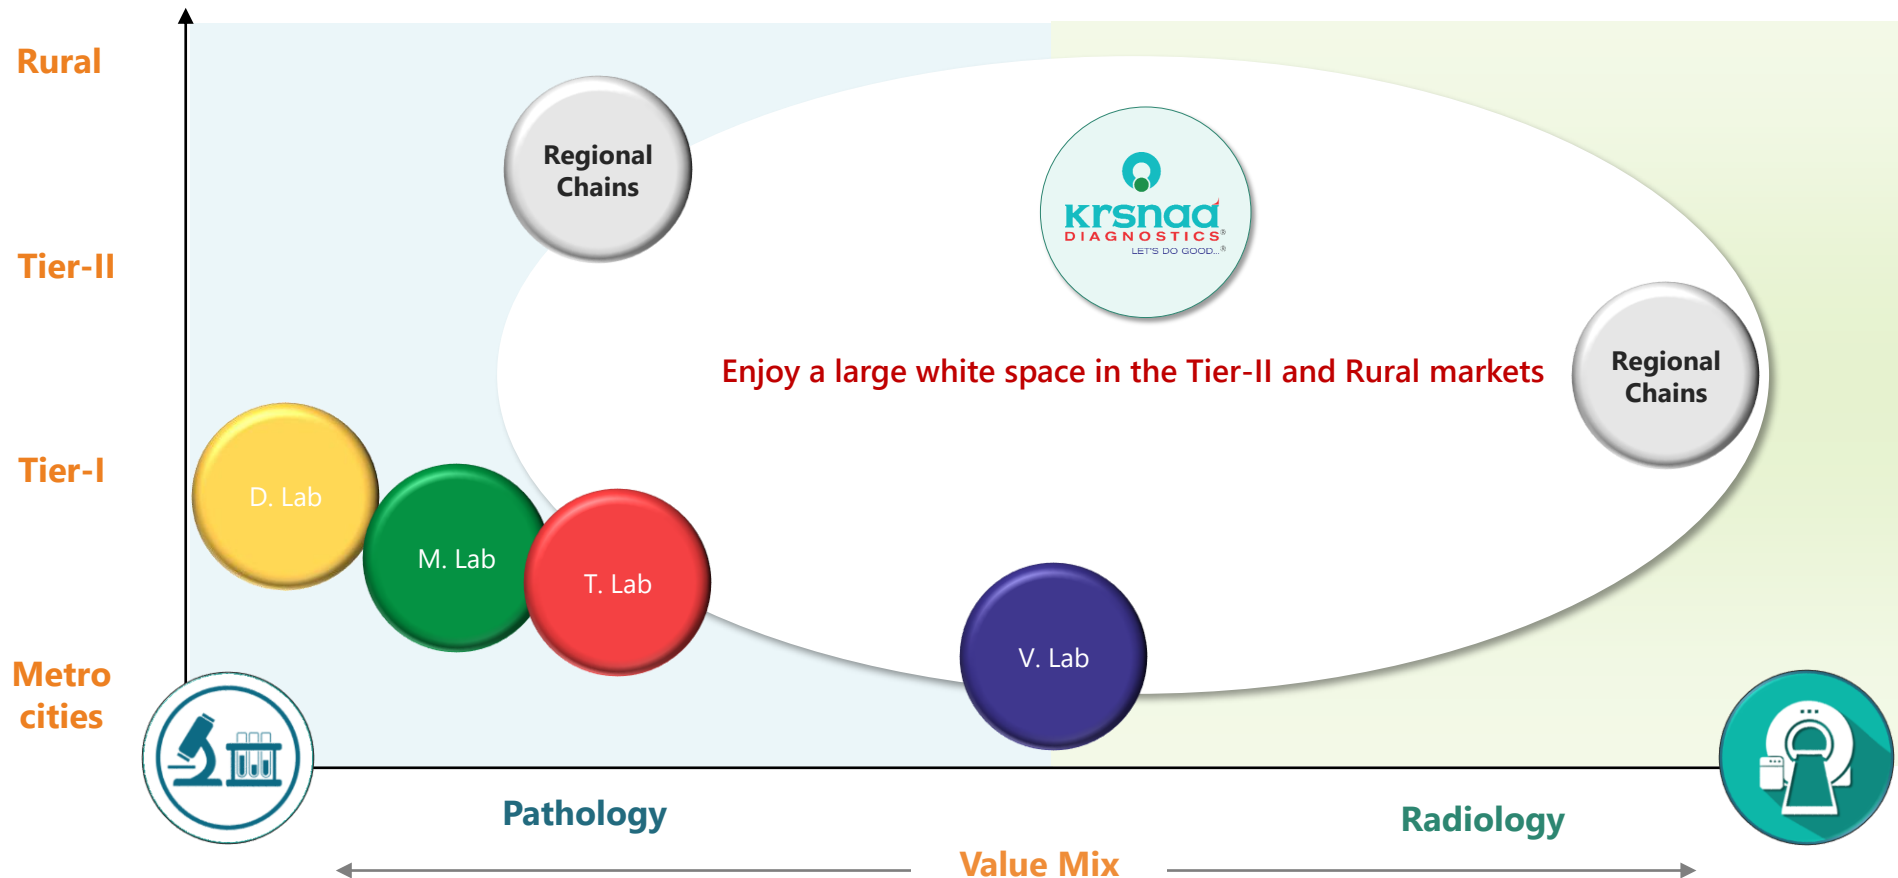 Rural
Regional
Chains
krsnaa®
DIAGNOSTICS
LET'S DO GOOD...®
Tier-II
Enjoy a large white space in the Tier-II and Rural markets
Regional
Chains
Tier-I
D. Lab
M. Lab
T. Lab
V. Lab
Metro
cities
Pathology
Radiology
Value Mix